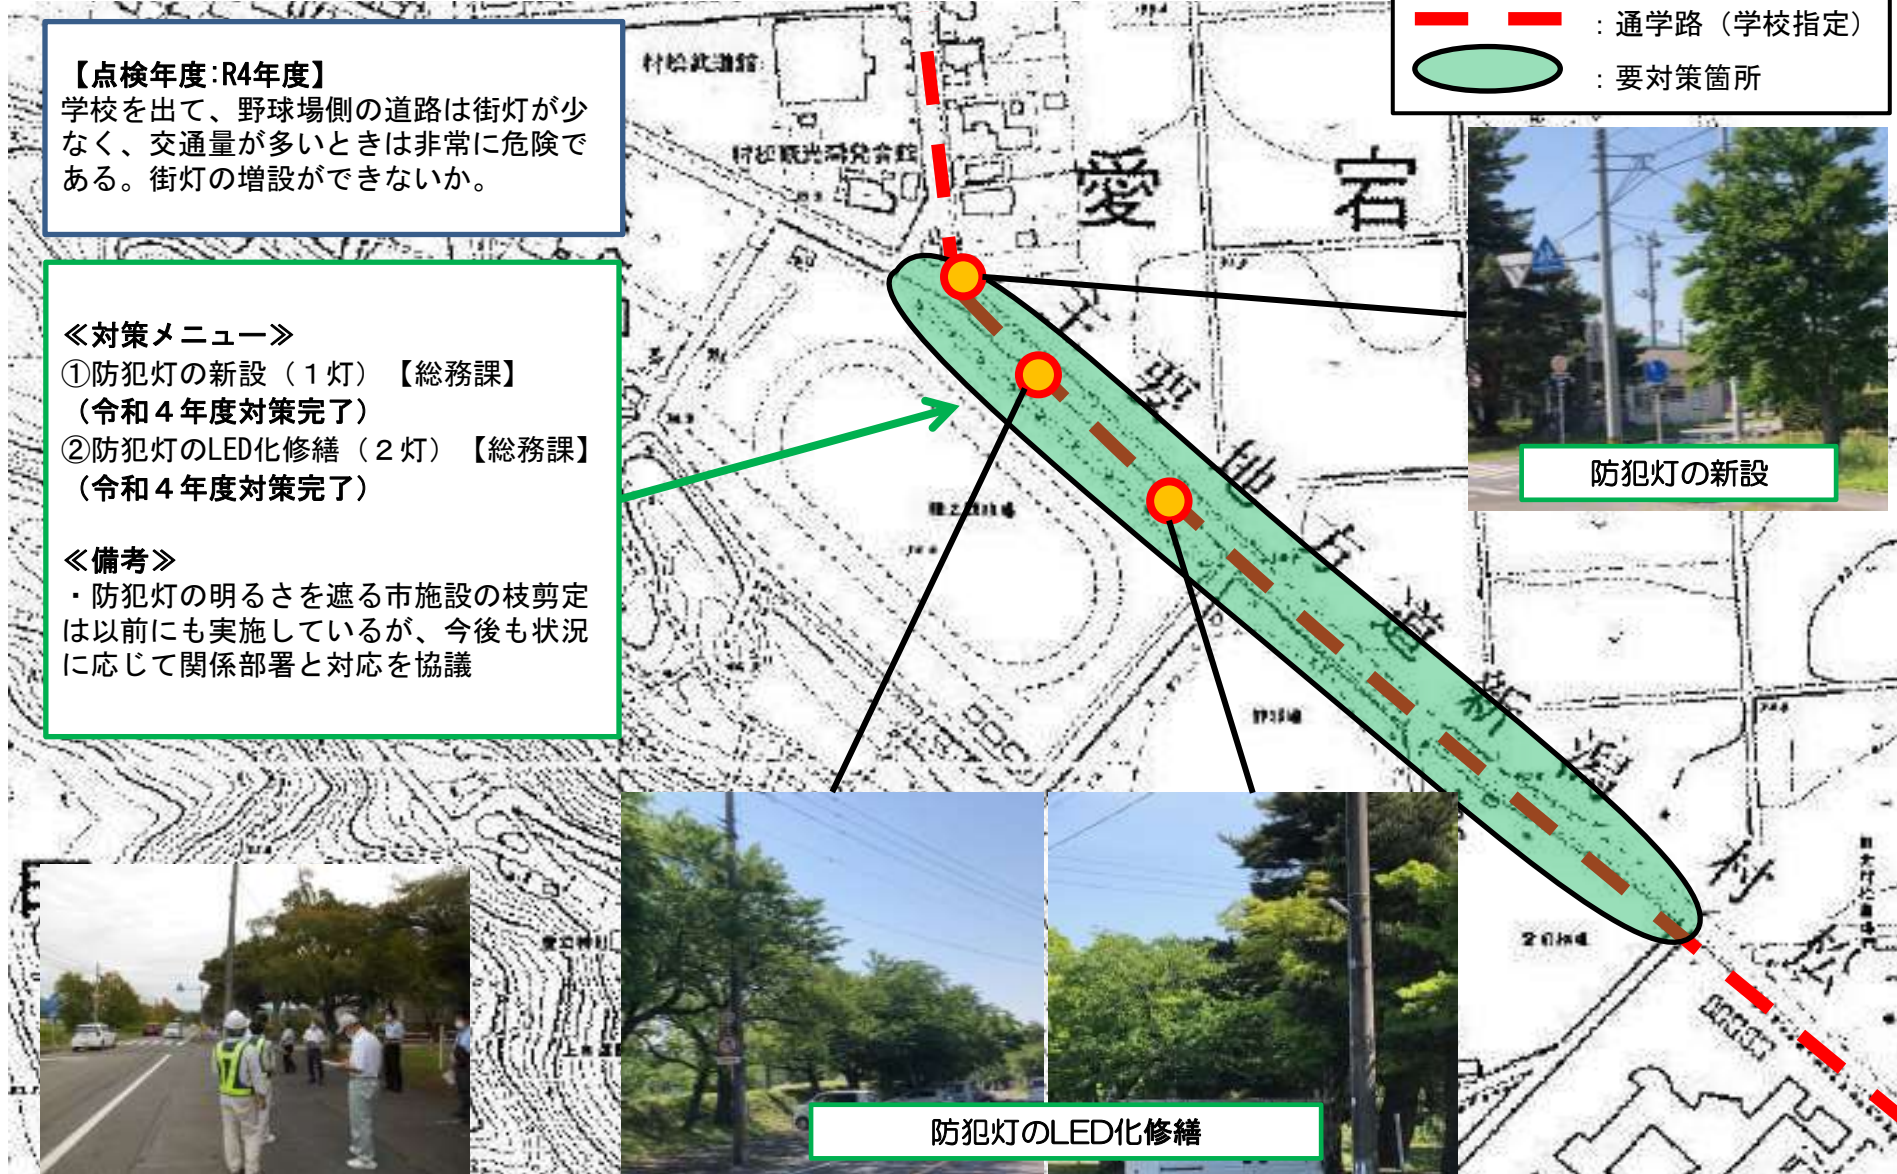 【点検年度:R4年度】
学校を出て、野球場側の道路は街灯が少
なく、交通量が多いときは非常に危険で
ある。街灯の増設ができないか。
≪対策メニュー≫
①防犯灯の新設（１灯）【総務課】
（令和４年度対策完了）
②防犯灯のLED化修繕（２灯）【総務課】
（令和４年度対策完了）
≪備考≫
・防犯灯の明るさを遮る市施設の枝剪定
は以前にも実施しているが、今後も状況
に応じて関係部署と対応を協議
：通学路（学校指定）
：要対策箇所
村松武道館
愛宕
防犯灯の新設
野球場
防犯灯のLED化修繕